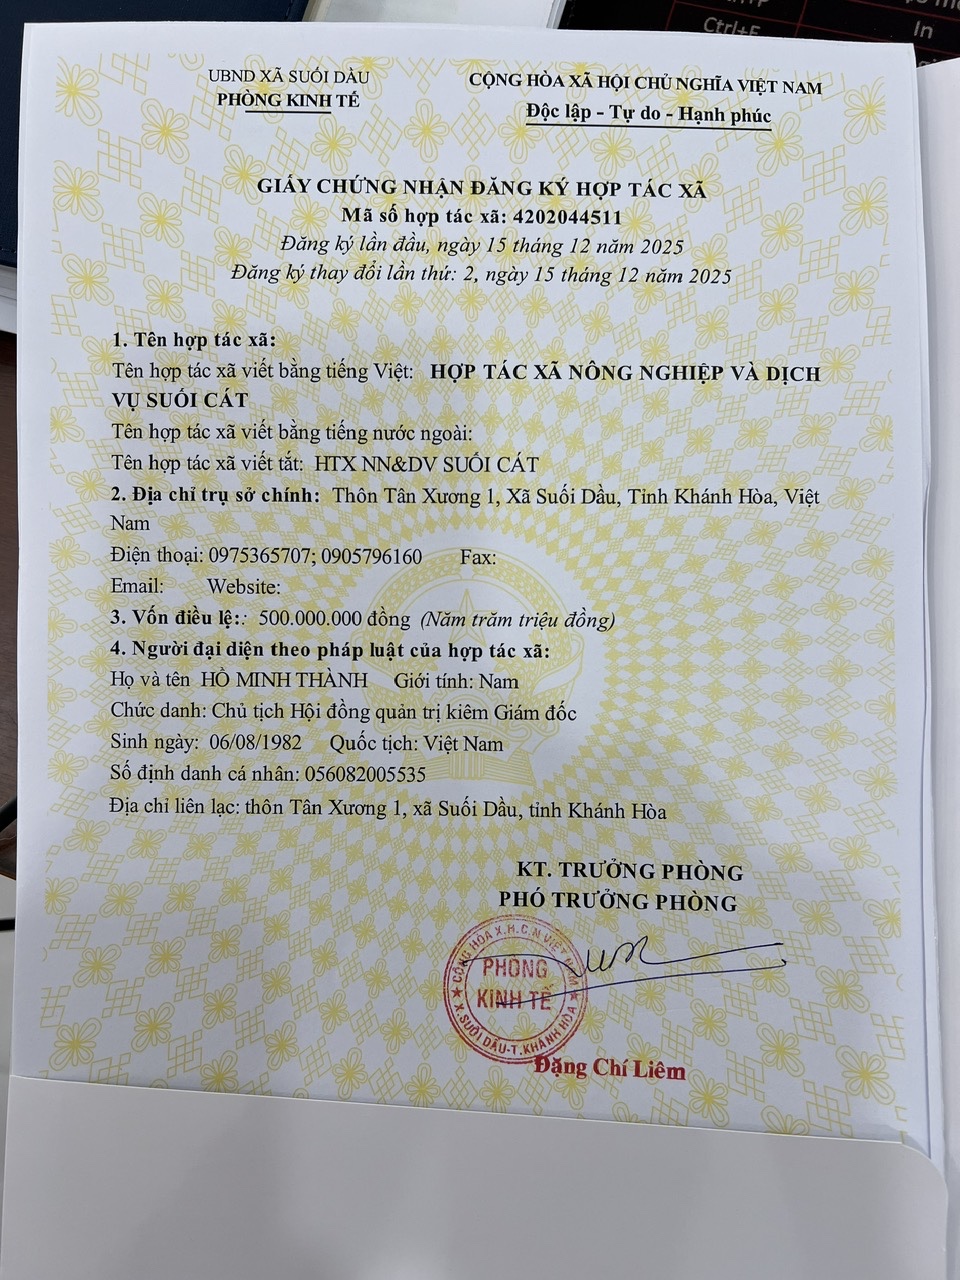 Ctrl+F
In
UBND XÃ SUỐI DẦU
PHÒNG KINH TẾ
CỘNG HÒA XÃ HỘI CHỦ NGHĨA VIỆT NAM
Độc lập - Tự do - Hạnh phúc
GIẤY CHỨNG NHẬN ĐĂNG KÝ HỢP TÁC XÃ
Mã số hợp tác xã: 4202044511
Đăng ký lần đầu, ngày 15 tháng 12 năm 2025
Đăng ký thay đổi lần thứ: 2, ngày 15 tháng 12 năm 2025
1. Tên hợp tác xã:
Tên hợp tác xã viết bằng tiếng Việt: HỢP TÁC XÃ NÔNG NGHIỆP VÀ DỊCH
VỤ SUỐI CÁT
Tên hợp tác xã viết bằng tiếng nước ngoài:
Tên hợp tác xã viết tắt: HTX NN&DV SUỐI CÁT
2. Địa chỉ trụ sở chính: Thôn Tân Xương 1, Xã Suối Dầu, Tỉnh Khánh Hòa, Việt
Nam
Điện thoại: 0975365707; 0905796160 Fax:
Email: Website:
3. Vốn điều lệ:: 500.000.000 đồng (Năm trăm triệu đồng)
4. Người đại diện theo pháp luật của hợp tác xã:
Họ và tên HỒ MINH THÀNH Giới tính: Nam
Chức danh: Chủ tịch Hội đồng quản trị kiêm Giám đốc
Sinh ngày: 06/08/1982 Quốc tịch: Việt Nam
Số định danh cá nhân: 056082005535
Địa chỉ liên lạc: thôn Tân Xương 1, xã Suối Dầu, tỉnh Khánh Hòa
KT. TRƯỞNG PHÒNG
PHÓ TRƯỞNG PHÒNG
CỘNG HÒA X.H.C.N VIỆT NAM
PHÒNG
KINH TẾ
X.SUỐI DẦU-T.KHÁNH HÒA
Đặng Chí Liêm